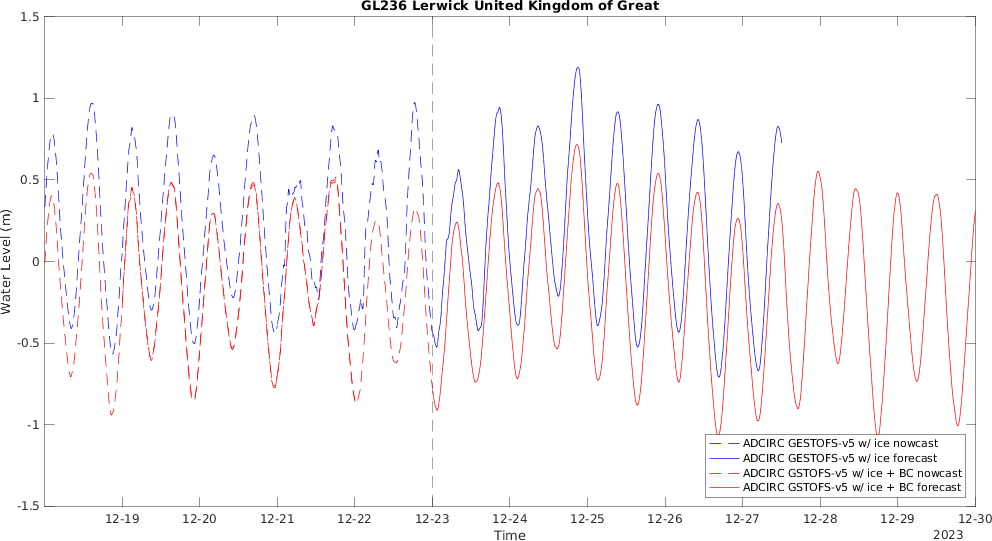 GL236 Lerwick United Kingdom of Great
1.5
1
0.5
0
-0.5
-1
-1.5
Water Level (m)
ADCIRC GESTOFS-v5 w/ ice nowcast
ADCIRC GESTOFS-v5 w/ ice forecast
ADCIRC GSTOFS-v5 w/ ice + BC nowcast
ADCIRC GSTOFS-v5 w/ ice + BC forecast
12-19 12-20 12-21 12-22 12-23 12-24 12-25 12-26 12-27 12-28 12-29 12-30
Time
2023